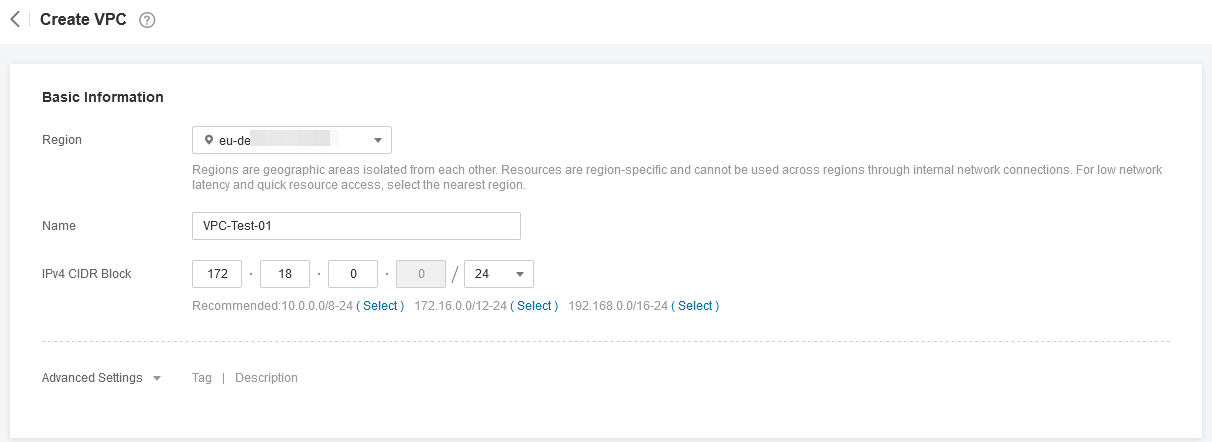 Create VPC ?
Basic Information
Region eu-de
Regions are geographic areas isolated from each other. Resources are region-specific and cannot be used across regions through internal network connections. For low network
latency and quick resource access, select the nearest region.
Name VPC-Test-01
IPv4 CIDR Block 172 · 18 · 0 · 0 / 24
Recommended:10.0.0.0/8-24 ( Select ) 172.16.0.0/12-24 ( Select ) 192.168.0.0/16-24 ( Select )
Advanced Settings Tag | Description